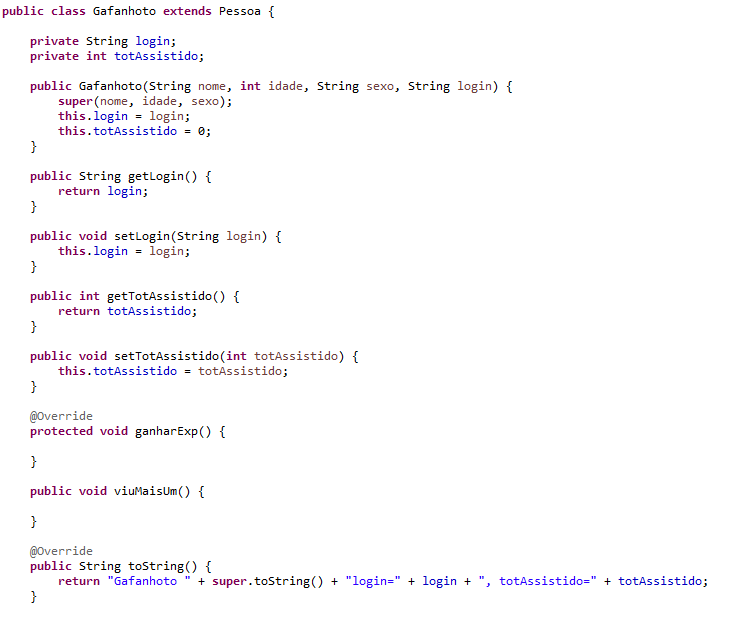 public class Gafanhoto extends Pessoa {
private String login;
private int totAssistido;
public Gafanhoto(String nome, int idade, String sexo, String login) {
super(nome, idade, sexo);
this.login = login;
this.totAssistido = 0;
}
public String getLogin() {
return login;
}
public void setLogin(String login) {
this.login = login;
}
public int getTotAssistido() {
return totAssistido;
}
public void setTotAssistido(int totAssistido) {
this.totAssistido = totAssistido;
}
@Override
protected void ganharExp() {
}
public void viuMaisUm() {
}
@Override
public String toString() {
return "Gafanhoto " + super.toString() + "login=" + login + ", totAssistido=" + totAssistido;
}